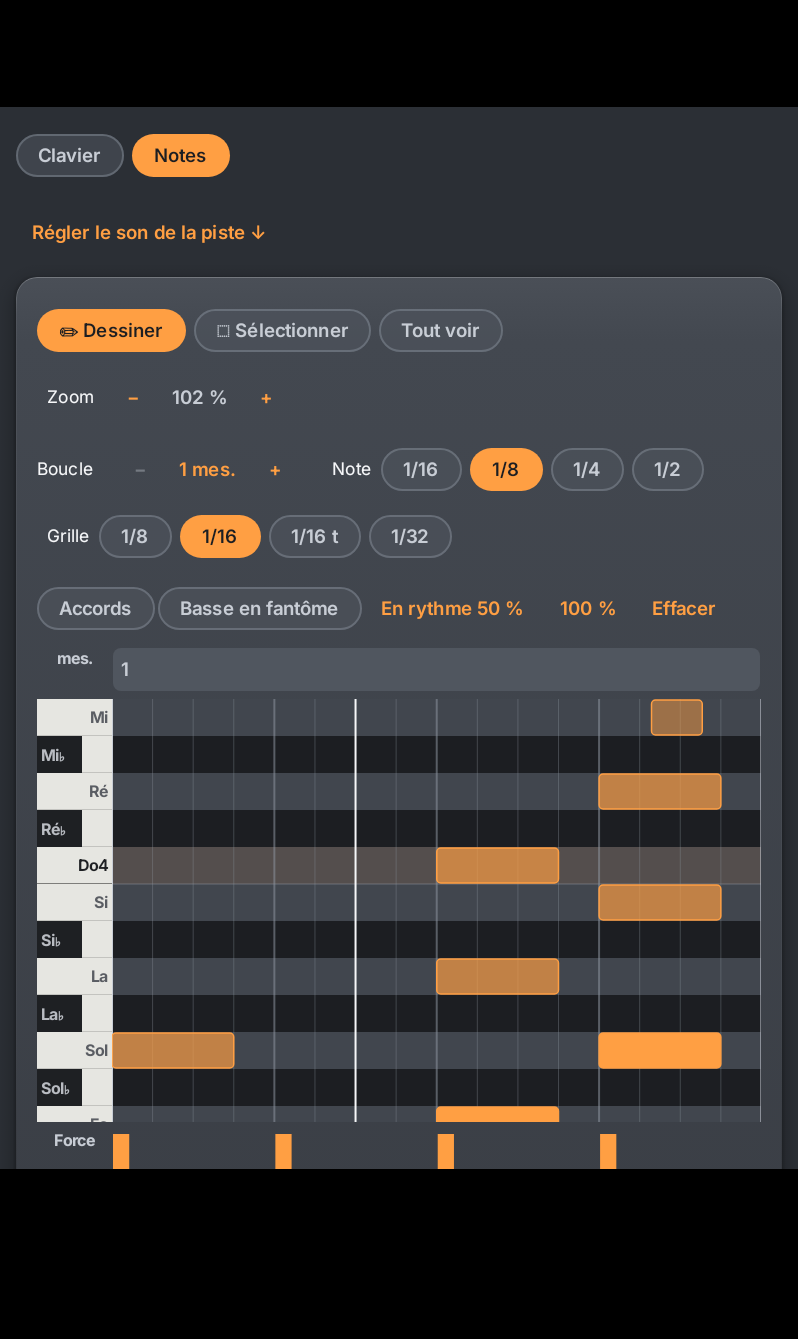 Clavier Notes
Régler le son de la piste ↓
✏ Dessiner ⬚ Sélectionner Tout voir
Zoom − 102 % +
Boucle − 1 mes. + Note 1/16 1/8 1/4 1/2
Grille 1/8 1/16 1/16 t 1/32
Accords Basse en fantôme En rythme 50 % 100 % Effacer
mes. 1
Mi
Mi♭
Ré
Ré♭
Do4
Si
Si♭
La
La♭
Sol
Sol♭
Force